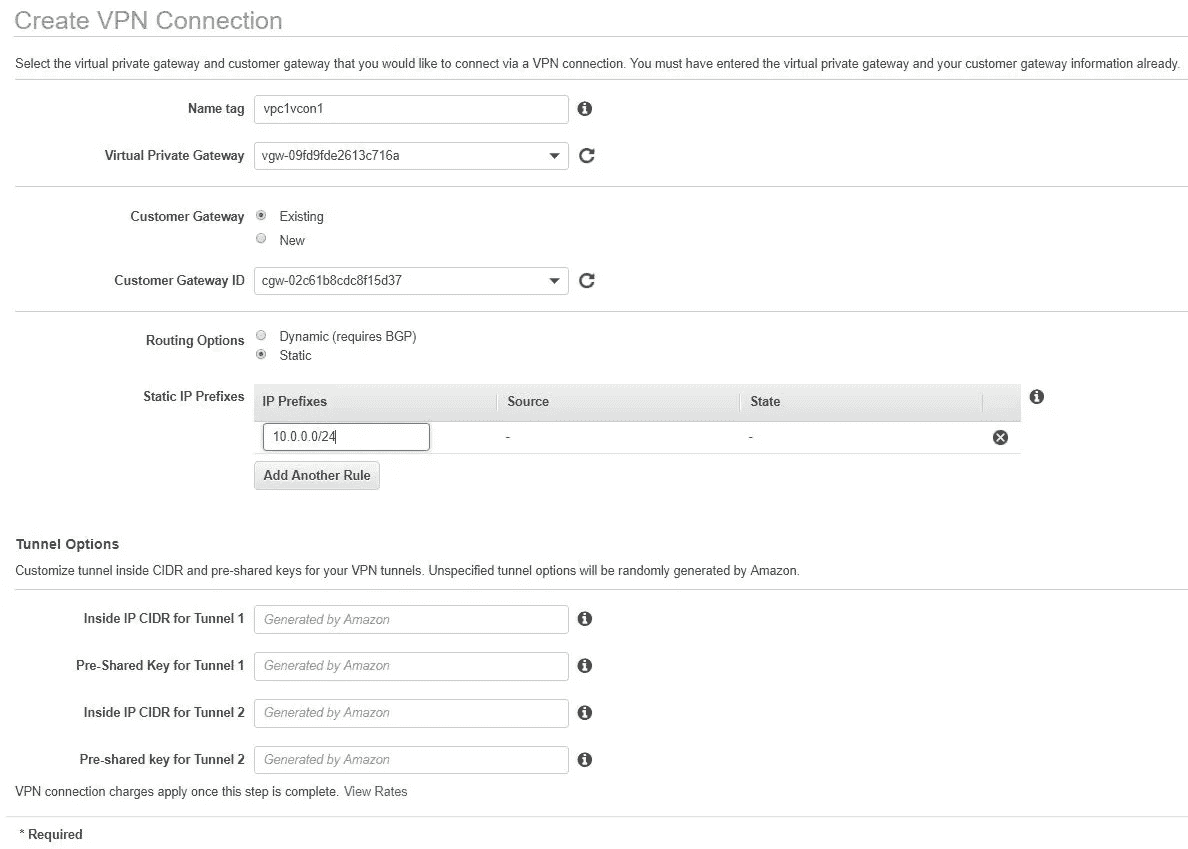 Create VPN Connection
Select the virtual private gateway and customer gateway that you would like to connect via a VPN connection. You must have entered the virtual private gateway and your customer gateway information already.
Name tag vpc1vcon1
Virtual Private Gateway vgw-09fd9fde2613c716a
Customer Gateway Existing
New
Customer Gateway ID cgw-02c61b8cdc8f15d37
Routing Options Dynamic (requires BGP)
Static
Static IP Prefixes IP Prefixes Source State
10.0.0.0/24 - -
Add Another Rule
Tunnel Options
Customize tunnel inside CIDR and pre-shared keys for your VPN tunnels. Unspecified tunnel options will be randomly generated by Amazon.
Inside IP CIDR for Tunnel 1 Generated by Amazon
Pre-Shared Key for Tunnel 1 Generated by Amazon
Inside IP CIDR for Tunnel 2 Generated by Amazon
Pre-shared key for Tunnel 2 Generated by Amazon
VPN connection charges apply once this step is complete. View Rates
* Required